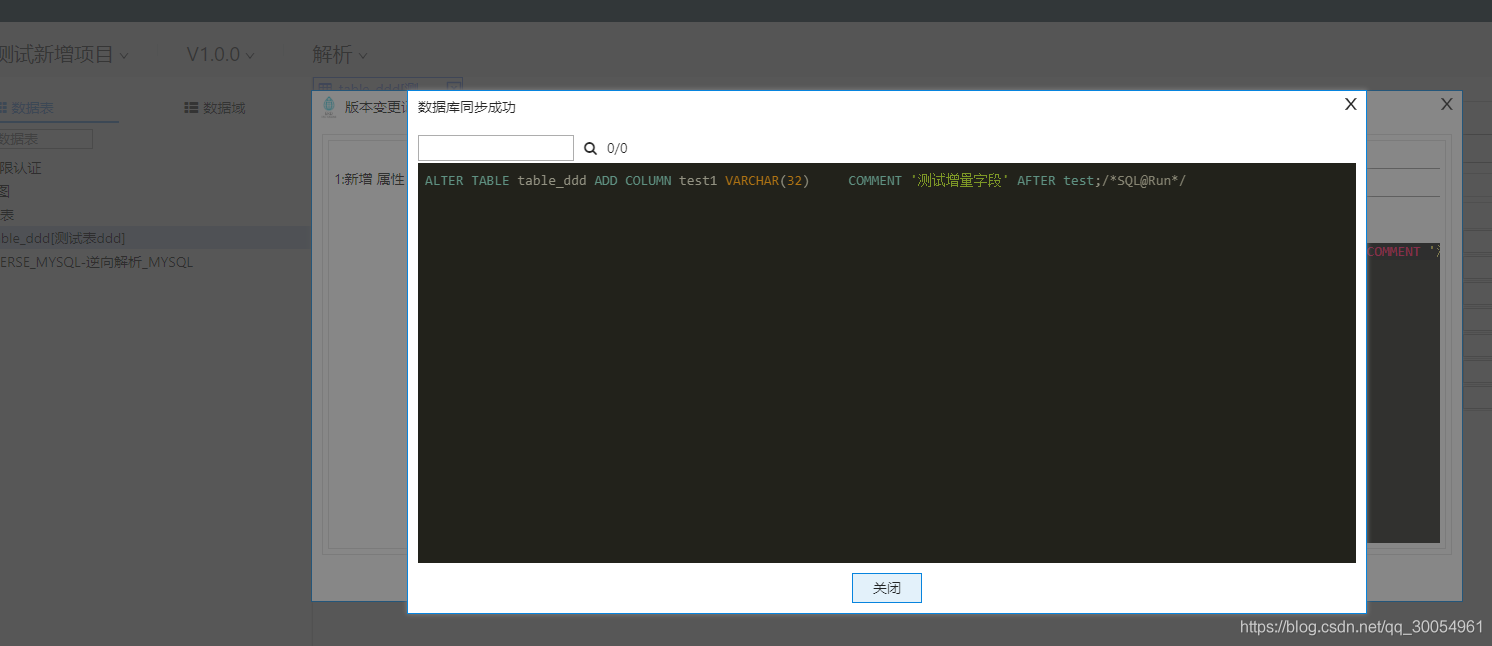 测试新增项目
V1.0.0
解析
table_ddd[测
数据表
数据域
数据表
限认证
图
表
ble_ddd[测试表ddd]
ERSE_MYSQL-逆向解析_MYSQL
版本变更
X
1:新增 属性
COMMENT '
数据库同步成功
X
0/0
ALTER TABLE table_ddd ADD COLUMN test1 VARCHAR(32) COMMENT '测试增量字段' AFTER test;/*SQL@Run*/
关闭
https://blog.csdn.net/qq_30054961